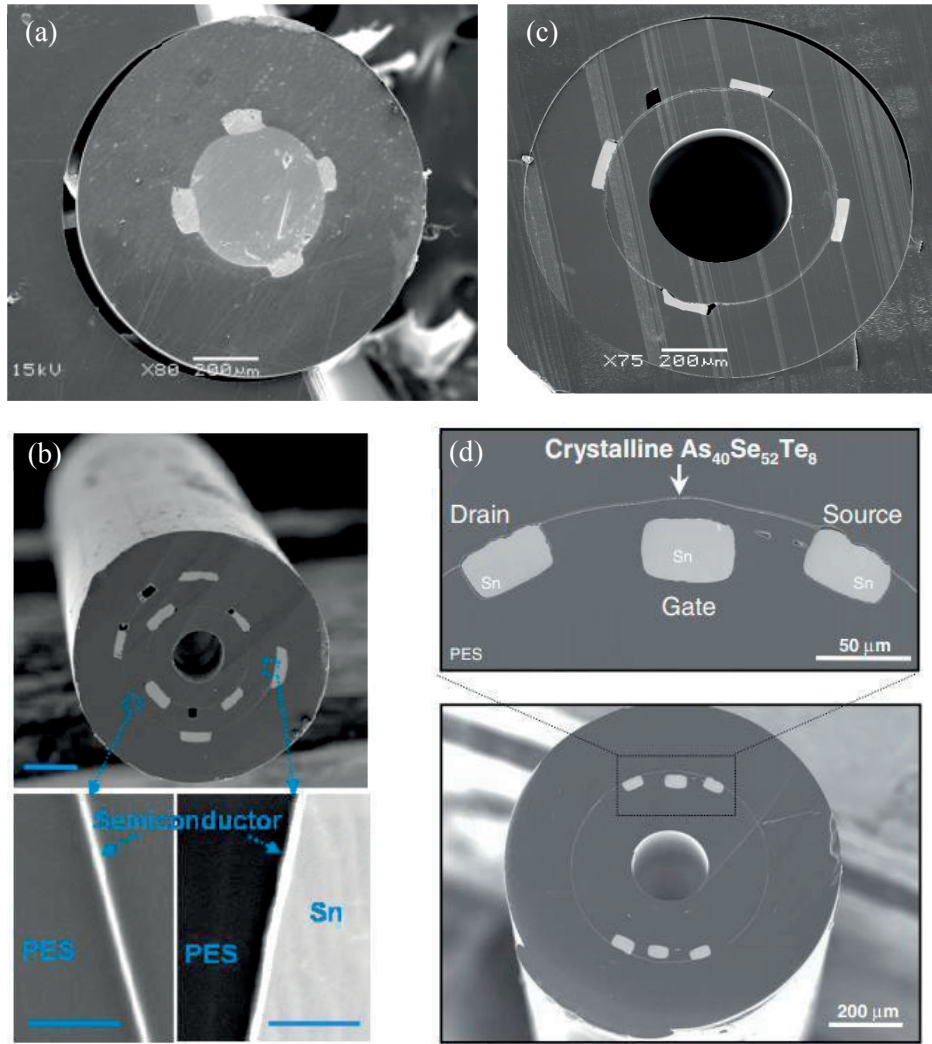 (a)
15kV X80 200μm
(c)
X75 200μm
(b)
Semiconductor
PES
PES
Sn
(d)
Crystalline As₄₀Se₅₂Te₈
Drain
Source
Sn
Sn
Sn
Gate
PES
50 μm
200 μm